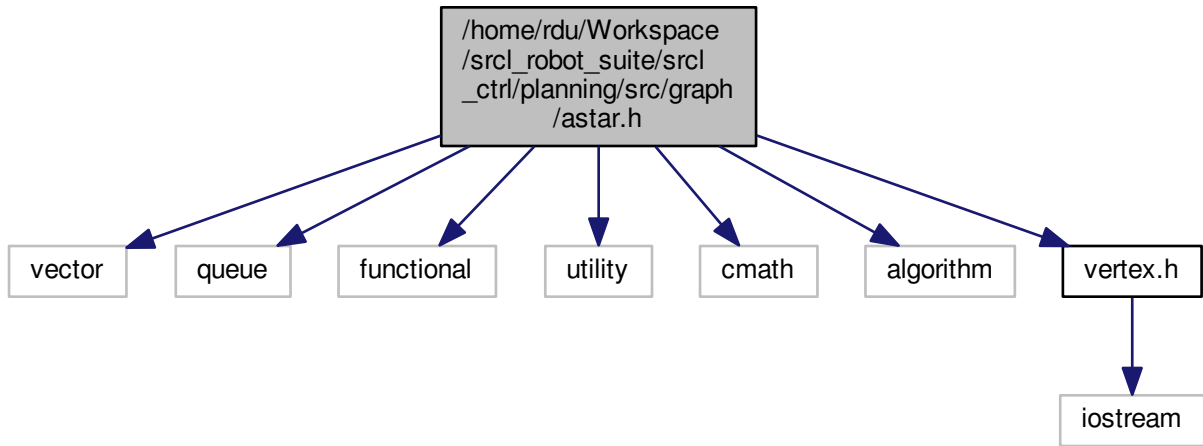 /home/rdu/Workspace
/srcl_robot_suite/srcl
_ctrl/planning/src/graph
/astar.h
vector
queue
functional
utility
cmath
algorithm
vertex.h
iostream